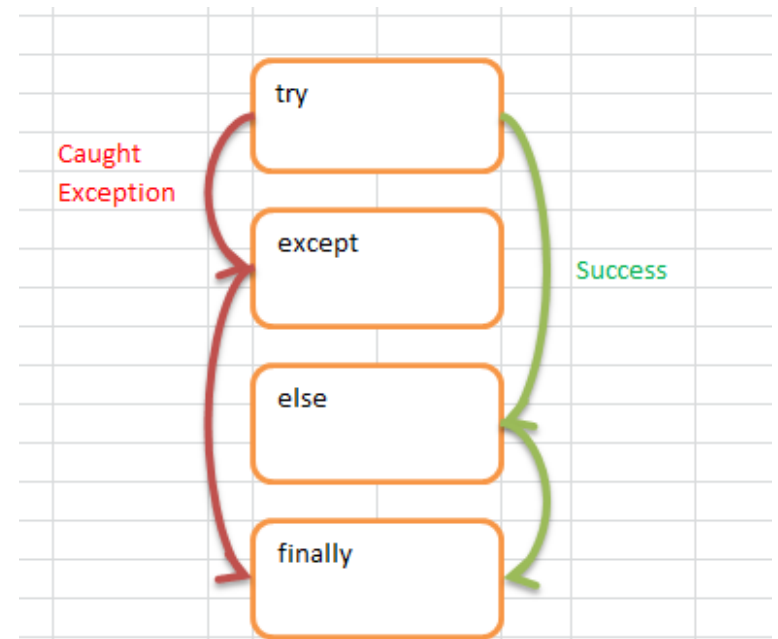 try
Caught
Exception
except
Success
else
finally